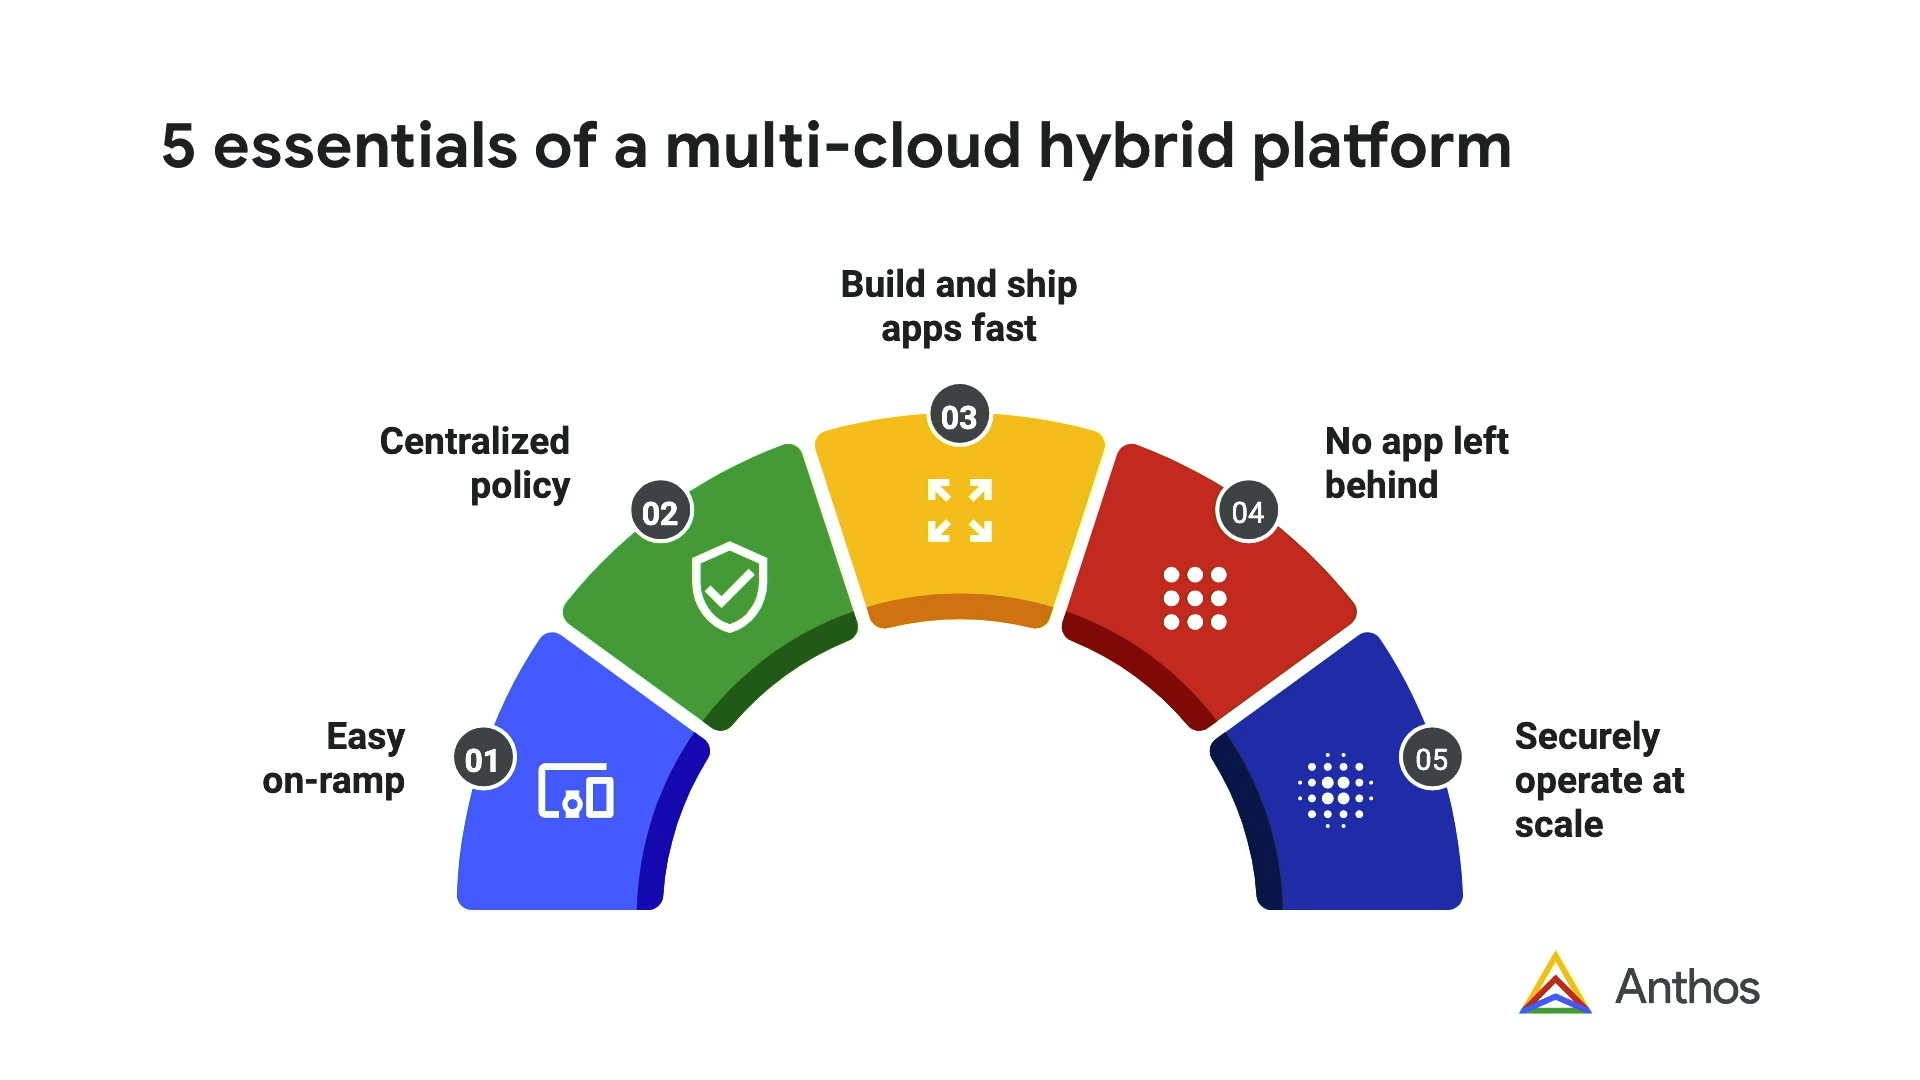 5 essentials of a multi-cloud hybrid platform
01
Easy
on-ramp
02
Centralized
policy
03
Build and ship
apps fast
04
No app left
behind
05
Securely
operate at
scale
Anthos